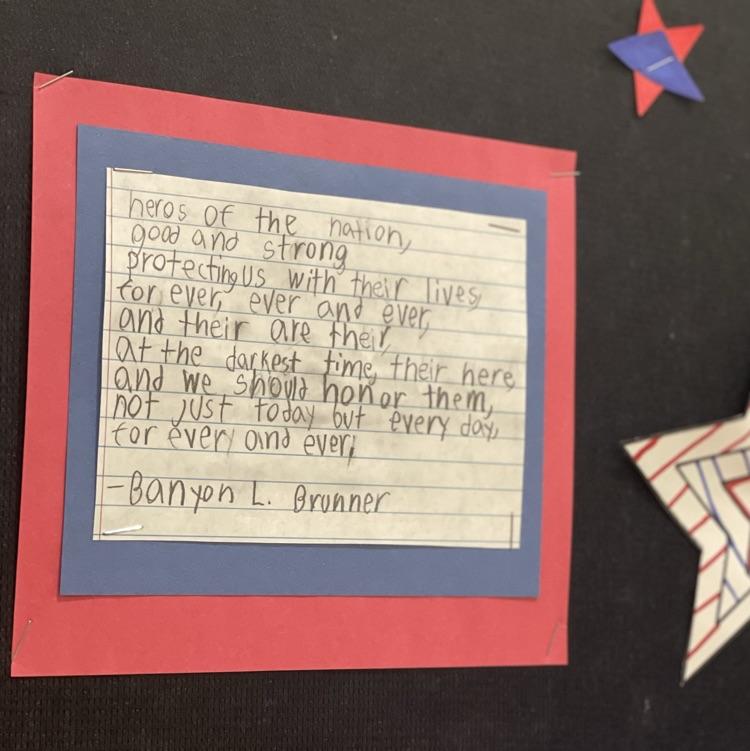 heros of the nation,
good and strong
protecting us with their lives,
for ever, ever and ever,
and their are their,
at the darkest time, their here,
and we should honor them,
not just today but every day,
for every and ever,
-Banyon L. Brunner